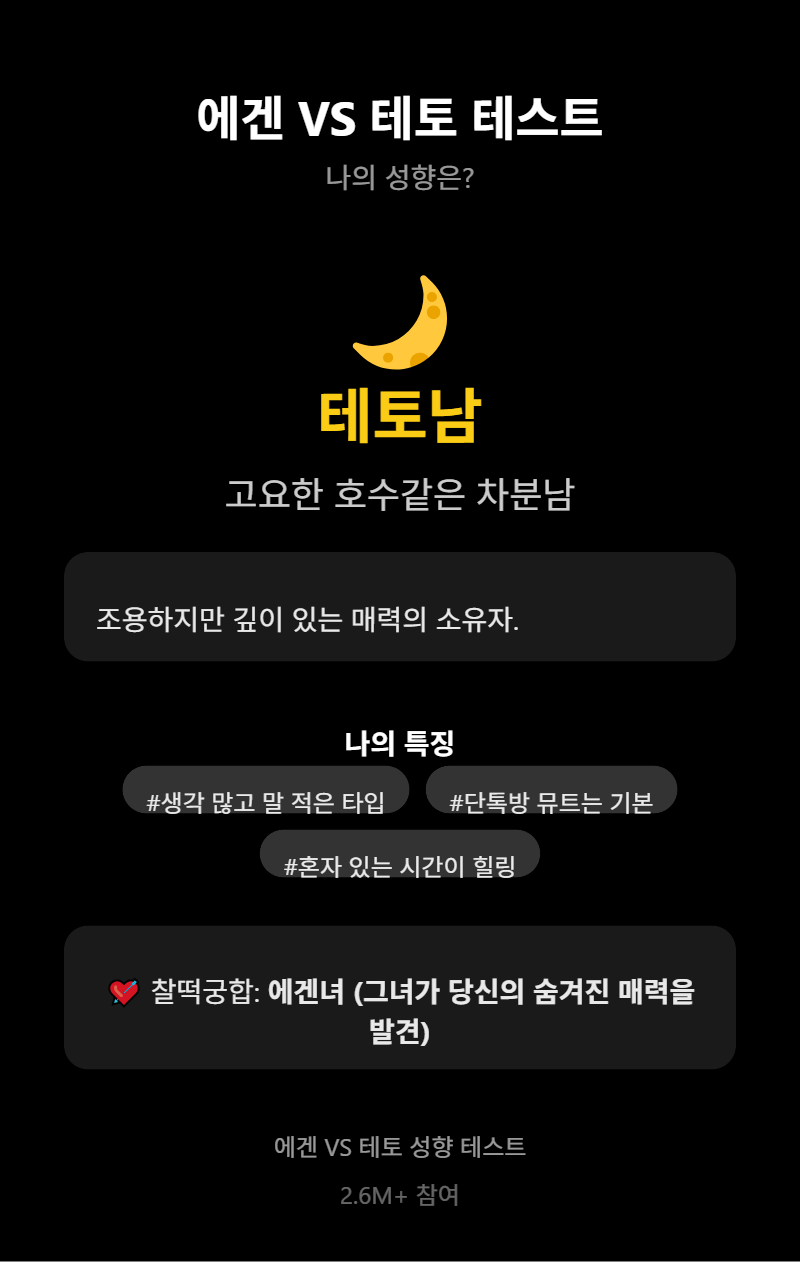 에겐 VS 테토 테스트
나의 성향은?
테토남
고요한 호수같은 차분남
조용하지만 깊이 있는 매력의 소유자.
나의 특징
#생각 많고 말 적은 타입 #단톡방 뮤트는 기본
#혼자 있는 시간이 힐링
찰떡궁합: 에겐녀 (그녀가 당신의 숨겨진 매력을
발견)
에겐 VS 테토 성향 테스트
2.6M+ 참여